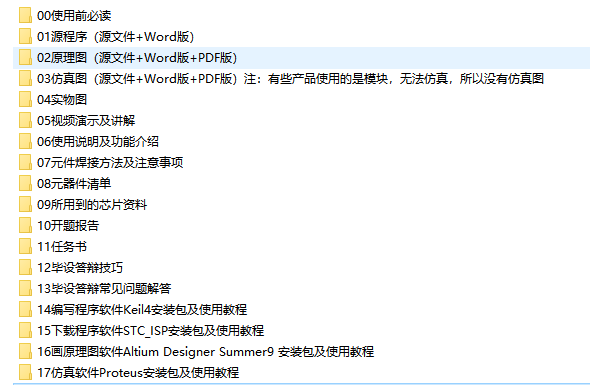 00使用前必读
01源程序（源文件+Word版）
02原理图（源文件+Word版+PDF版）
03仿真图（源文件+Word版+PDF版）注：有些产品使用的是模块，无法仿真，所以没有仿真图
04实物图
05视频演示及讲解
06使用说明及功能介绍
07元件焊接方法及注意事项
08元器件清单
09所用到的芯片资料
10开题报告
11任务书
12毕设答辩技巧
13毕设答辩常见问题解答
14编写程序软件Keil4安装包及使用教程
15下载程序软件STC_ISP安装包及使用教程
16画原理图软件Altium Designer Summer9 安装包及使用教程
17仿真软件Proteus安装包及使用教程